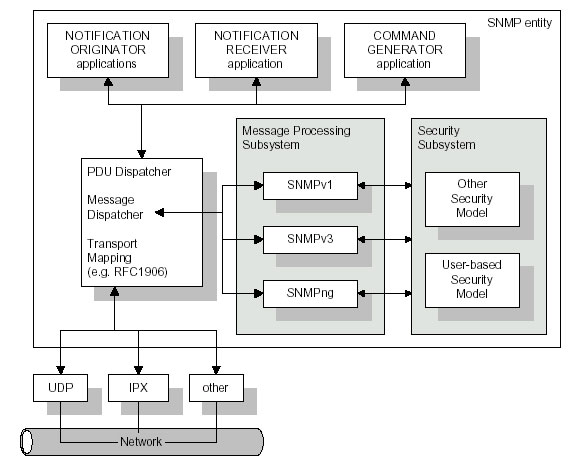 SNMP entity
NOTIFICATION
ORIGINATOR
applications
NOTIFICATION
RECEIVER
application
COMMAND
GENERATOR
application
Message Processing
Subsystem
Security
Subsystem
PDU Dispatcher
Message
Dispatcher
Transport
Mapping
(e.g. RFC1906)
SNMPv1
SNMPv3
SNMPng
Other
Security
Model
User-based
Security
Model
UDP
IPX
other
Network